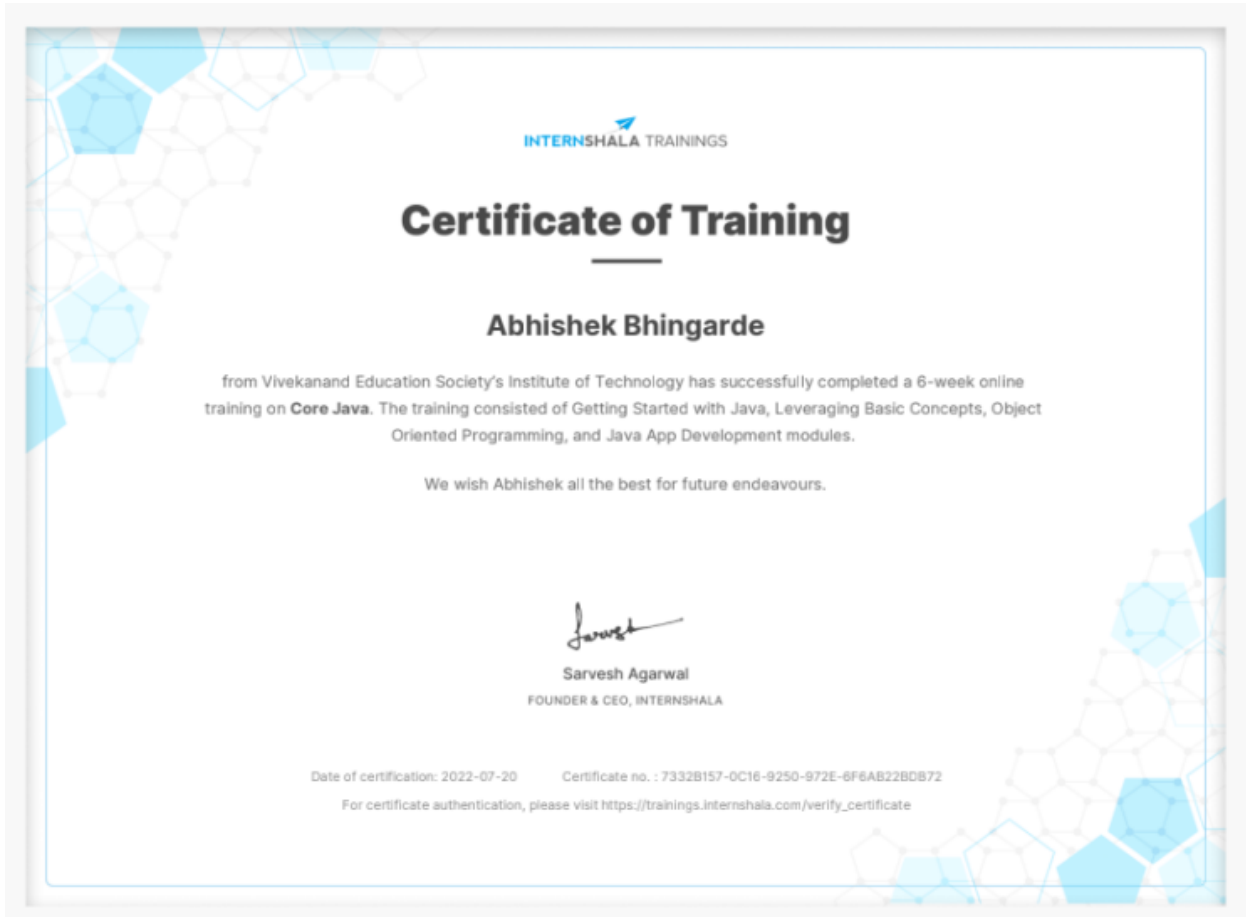 INTERNSHALA TRAININGS
Certificate of Training
Abhishek Bhingarde
from Vivekanand Education Society's Institute of Technology has successfully completed a 6-week online
training on Core Java. The training consisted of Getting Started with Java, Leveraging Basic Concepts, Object
Oriented Programming, and Java App Development modules.
We wish Abhishek all the best for future endeavours.
Sarvesh
Sarvesh Agarwal
FOUNDER & CEO, INTERNSHALA
Date of certification: 2022-07-20 Certificate no. : 7332B157-0C16-9250-972E-6F6AB22BDB72
For certificate authentication, please visit https://trainings.internshala.com/verify_certificate